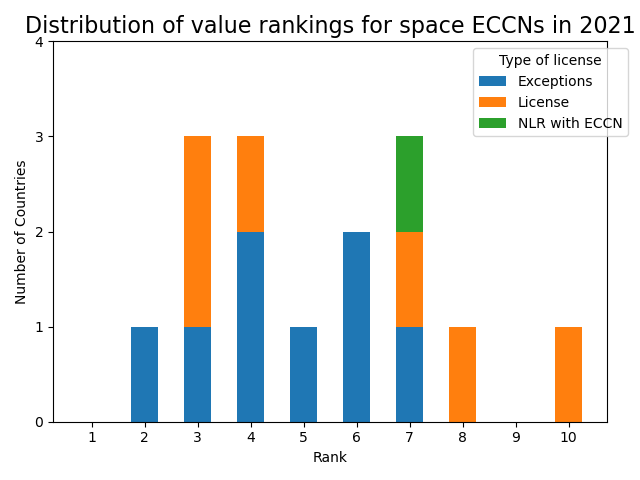 Distribution of value rankings for space ECCNs in 2021
Type of license
Exceptions
License
NLR with ECCN
Number of Countries
4
3
2
1
0
1 2 3 4 5 6 7 8 9 10
Rank